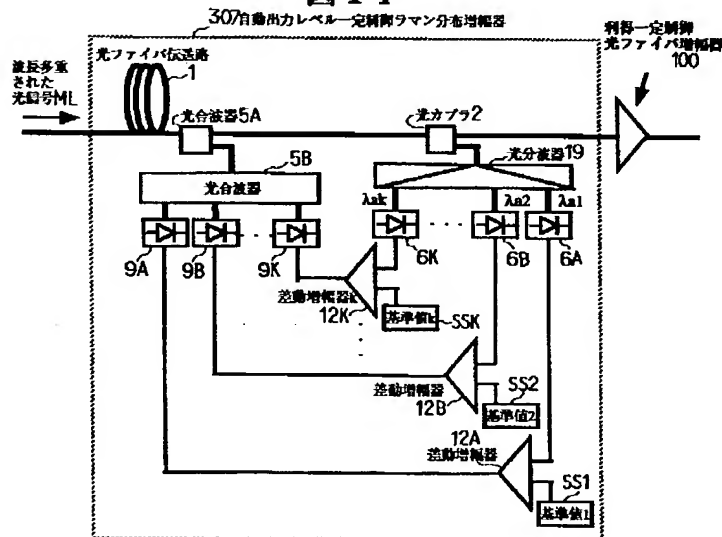 307自動出力レベル一定制御ラマン分布増幅器
利得一定制御
光ファイバ増幅器
100
光ファイバ伝送路
1
波長多重
された
光信号ML
光合波器5A
光カプラ2
5B
光合波器
光分波器19
λak
λa2
λa1
9A
9B
9K
6K
6B
6A
差動増幅器k
12K
基準値k
SSK
差動増幅器
12B
SS2
基準値2
12A
差動増幅器
SS1
基準値1